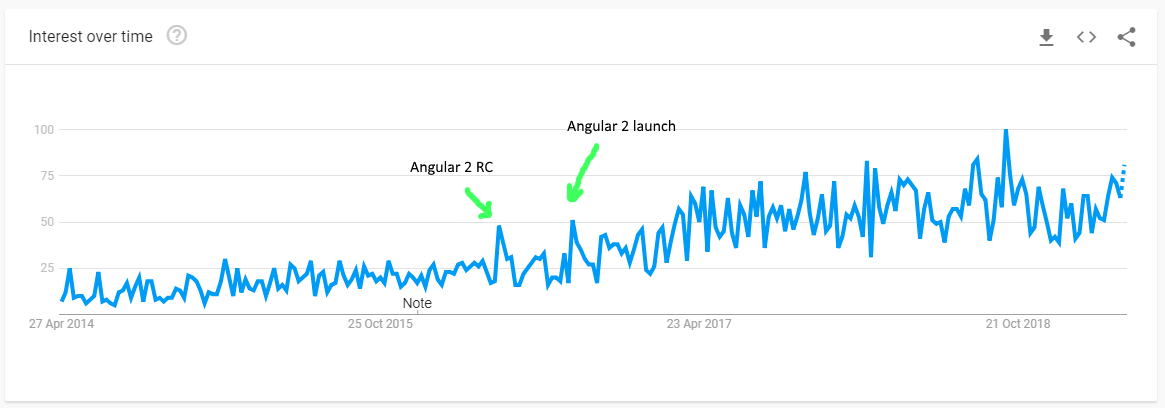 Interest over time ?
Angular 2 launch
Angular 2 RC
100
75
50
25
Note
27 Apr 2014 25 Oct 2015 23 Apr 2017 21 Oct 2018